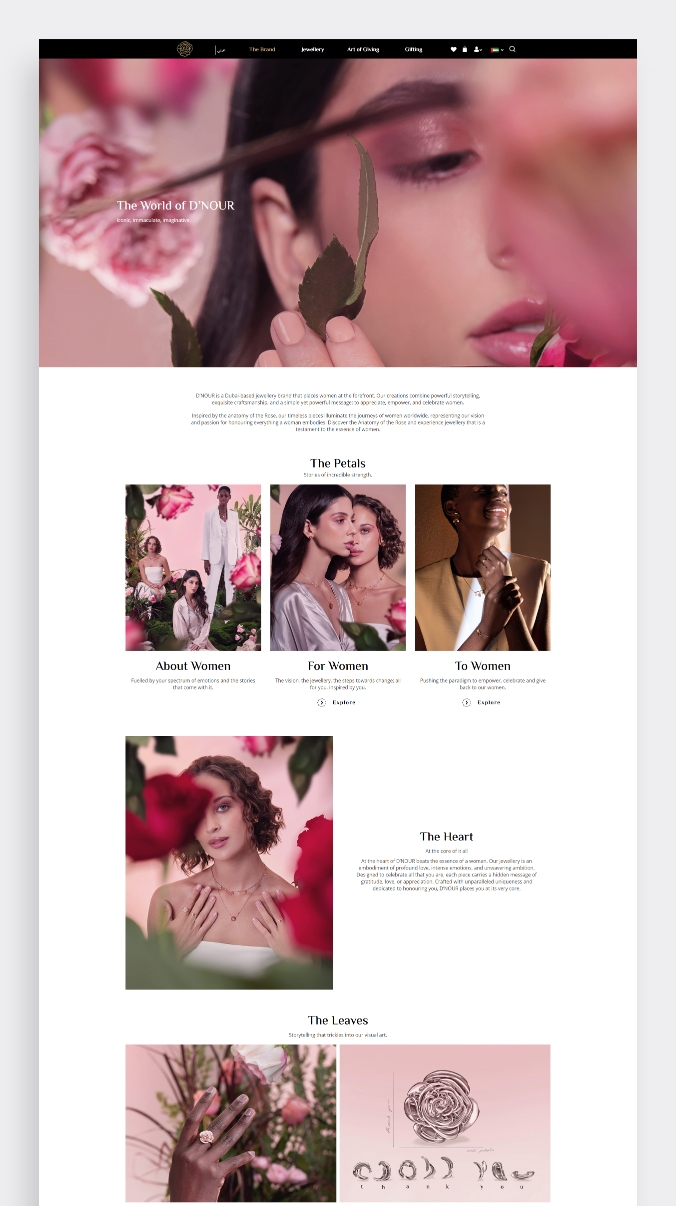 عربي
The Brand
Jewellery
Art of Giving
Gifting
The World of D'NOUR
Iconic, immaculate, imaginative.
D'NOUR is a Dubai-based jewellery brand that places women at the forefront. Our creations combine powerful storytelling,
exquisite craftsmanship, and a simple yet powerful message: to appreciate, empower, and celebrate women.
Inspired by the anatomy of the Rose, our timeless pieces illuminate the journeys of women worldwide, representing our vision
and passion for honouring everything a woman embodies. Discover the Anatomy of the Rose and experience jewellery that is a
testament to the essence of women.
The Petals
Stories of incredible strength.
About Women
Fuelled by your spectrum of emotions and the stories
that come with it.
For Women
The vision, the jewellery, the steps towards change; all
for you, inspired by you.
Explore
To Women
Pushing the paradigm to empower, celebrate and give
back to our women.
Explore
The Heart
At the core of it all
At the heart of D'NOUR beats the essence of a woman. Our jewellery is an
embodiment of profound love, intense emotions, and unwavering ambition.
Designed to celebrate all that you are, each piece carries a hidden message of
gratitude, love, or appreciation. Crafted with unparalleled uniqueness and
dedicated to honouring you, D'NOUR places you at its very core.
The Leaves
Storytelling that trickles into our visual art.
t h a n k y o u